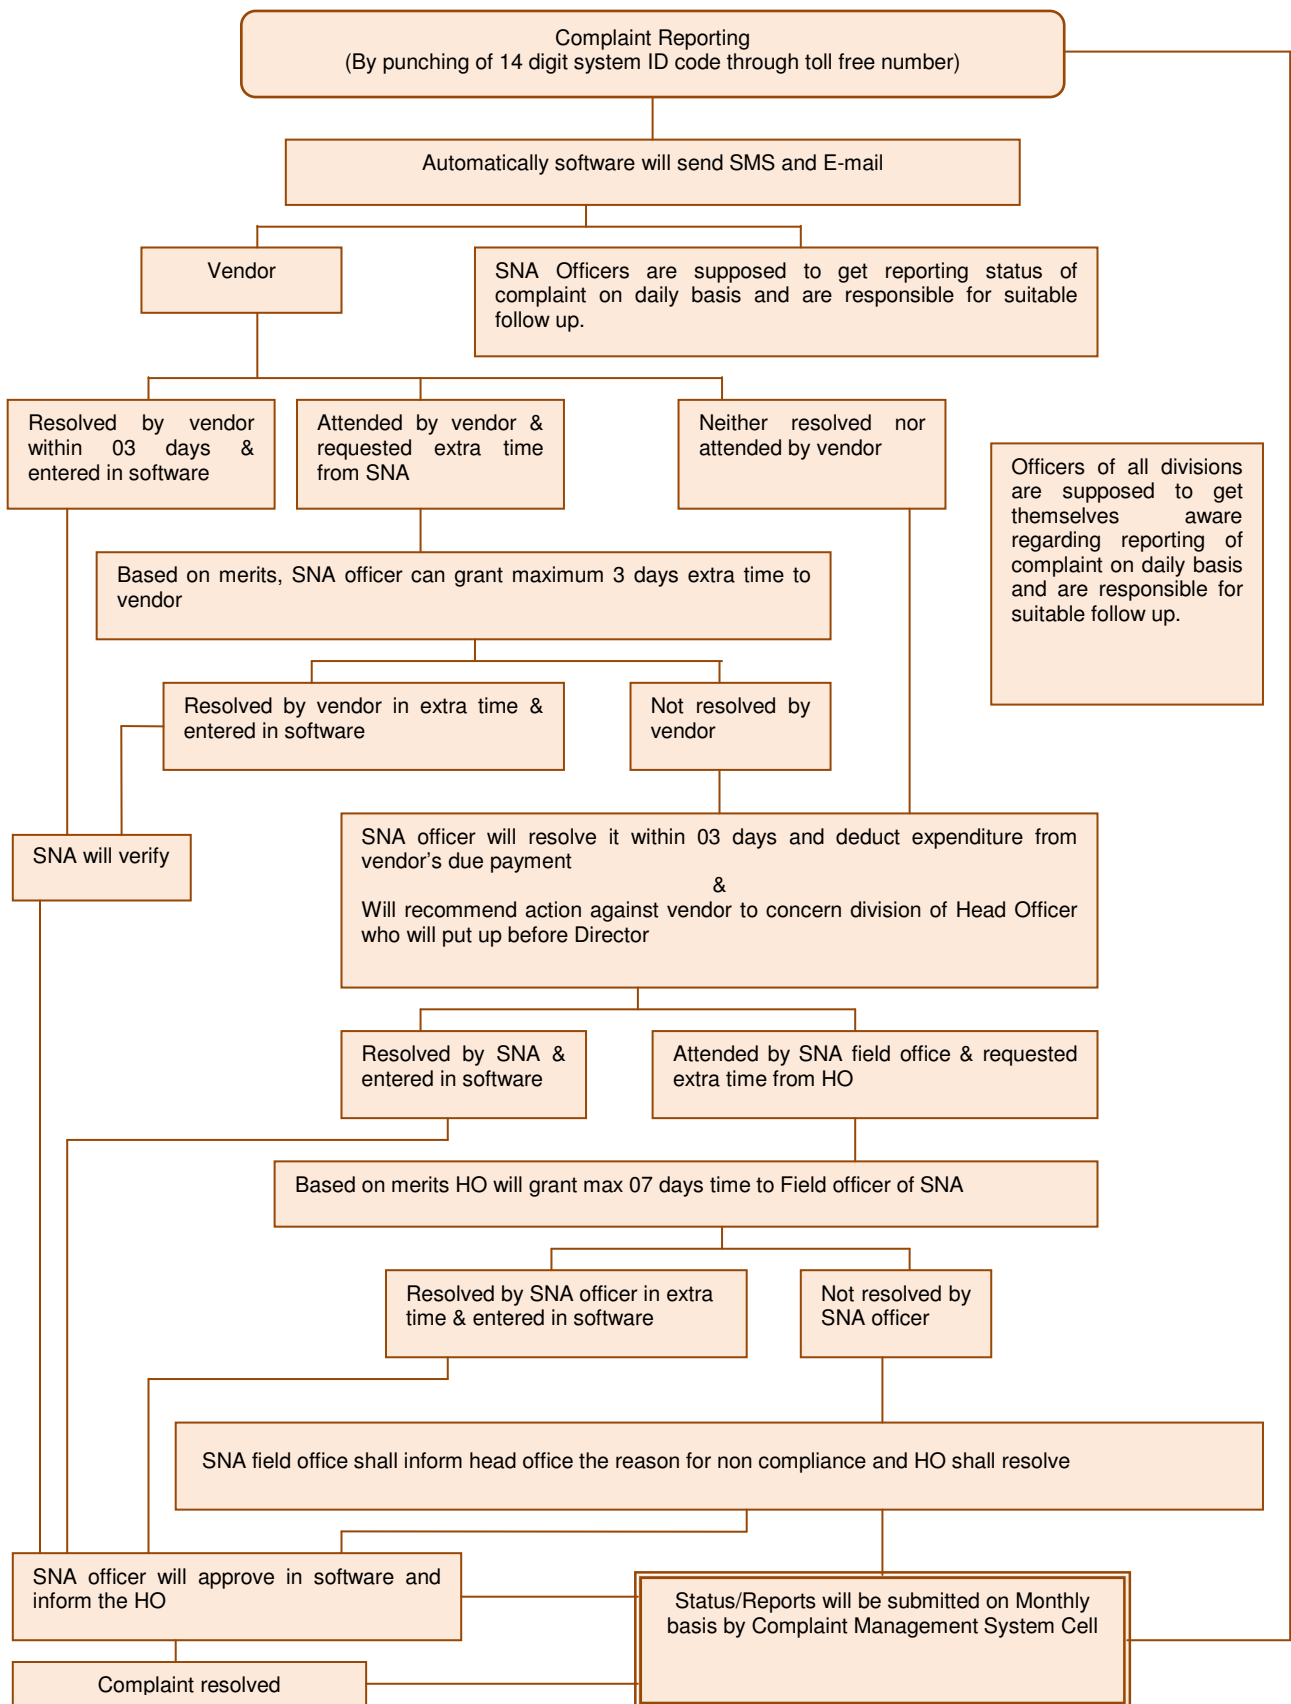 Complaint Reporting
(By punching of 14 digit system ID code through toll free number)
Automatically software will send SMS and E-mail
Vendor
SNA Officers are supposed to get reporting status of
complaint on daily basis and are responsible for suitable
follow up.
Resolved by vendor
within 03 days &
entered in software
Attended by vendor &
requested extra time
from SNA
Neither resolved nor
attended by vendor
Officers of all divisions
are supposed to get
themselves aware
regarding reporting of
complaint on daily basis
and are responsible for
suitable follow up.
Based on merits, SNA officer can grant maximum 3 days extra time to
vendor
Resolved by vendor in extra time &
entered in software
Not resolved by
vendor
SNA will verify
SNA officer will resolve it within 03 days and deduct expenditure from
vendor's due payment
&
Will recommend action against vendor to concern division of Head Officer
who will put up before Director
Resolved by SNA &
entered in software
Attended by SNA field office & requested
extra time from HO
Based on merits HO will grant max 07 days time to Field officer of SNA
Resolved by SNA officer in extra
time & entered in software
Not resolved by
SNA officer
SNA field office shall inform head office the reason for non compliance and HO shall resolve
SNA officer will approve in software and
inform the HO
Status/Reports will be submitted on Monthly
basis by Complaint Management System Cell
Complaint resolved